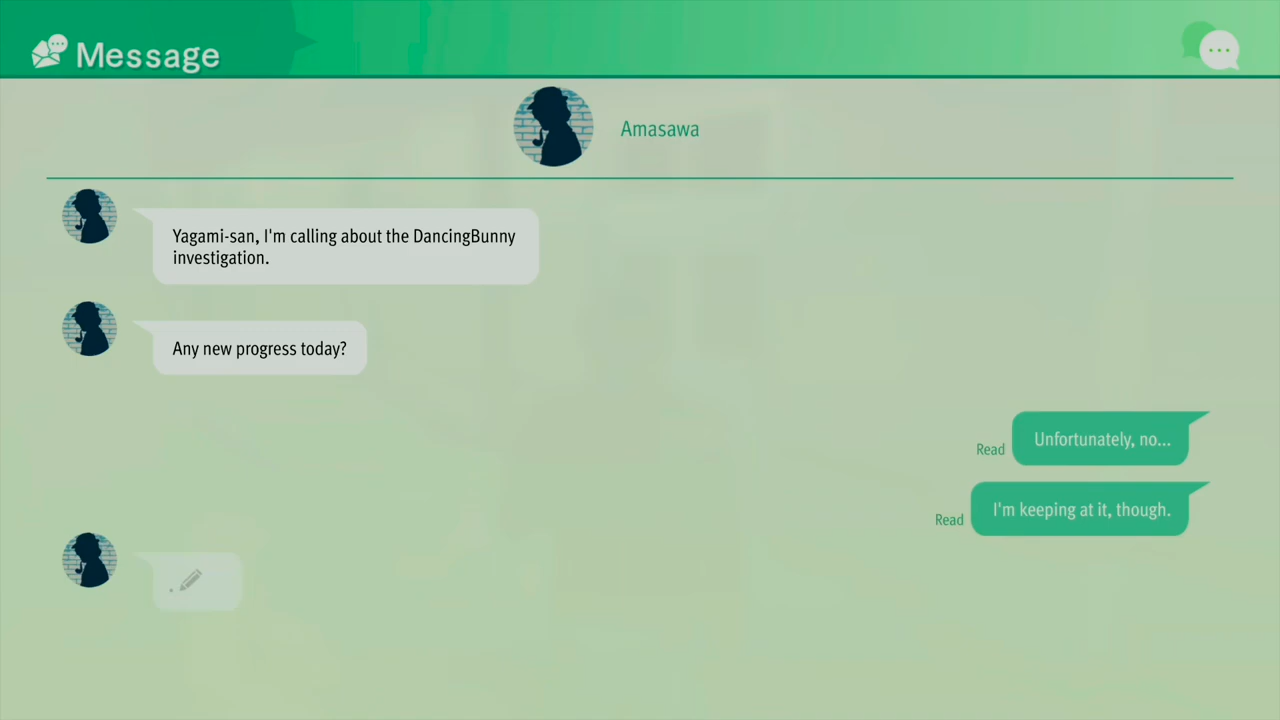 Message
Amasawa
Yagami-san, I'm calling about the DancingBunny
investigation.
Any new progress today?
Unfortunately, no...
Read
I'm keeping at it, though.
Read